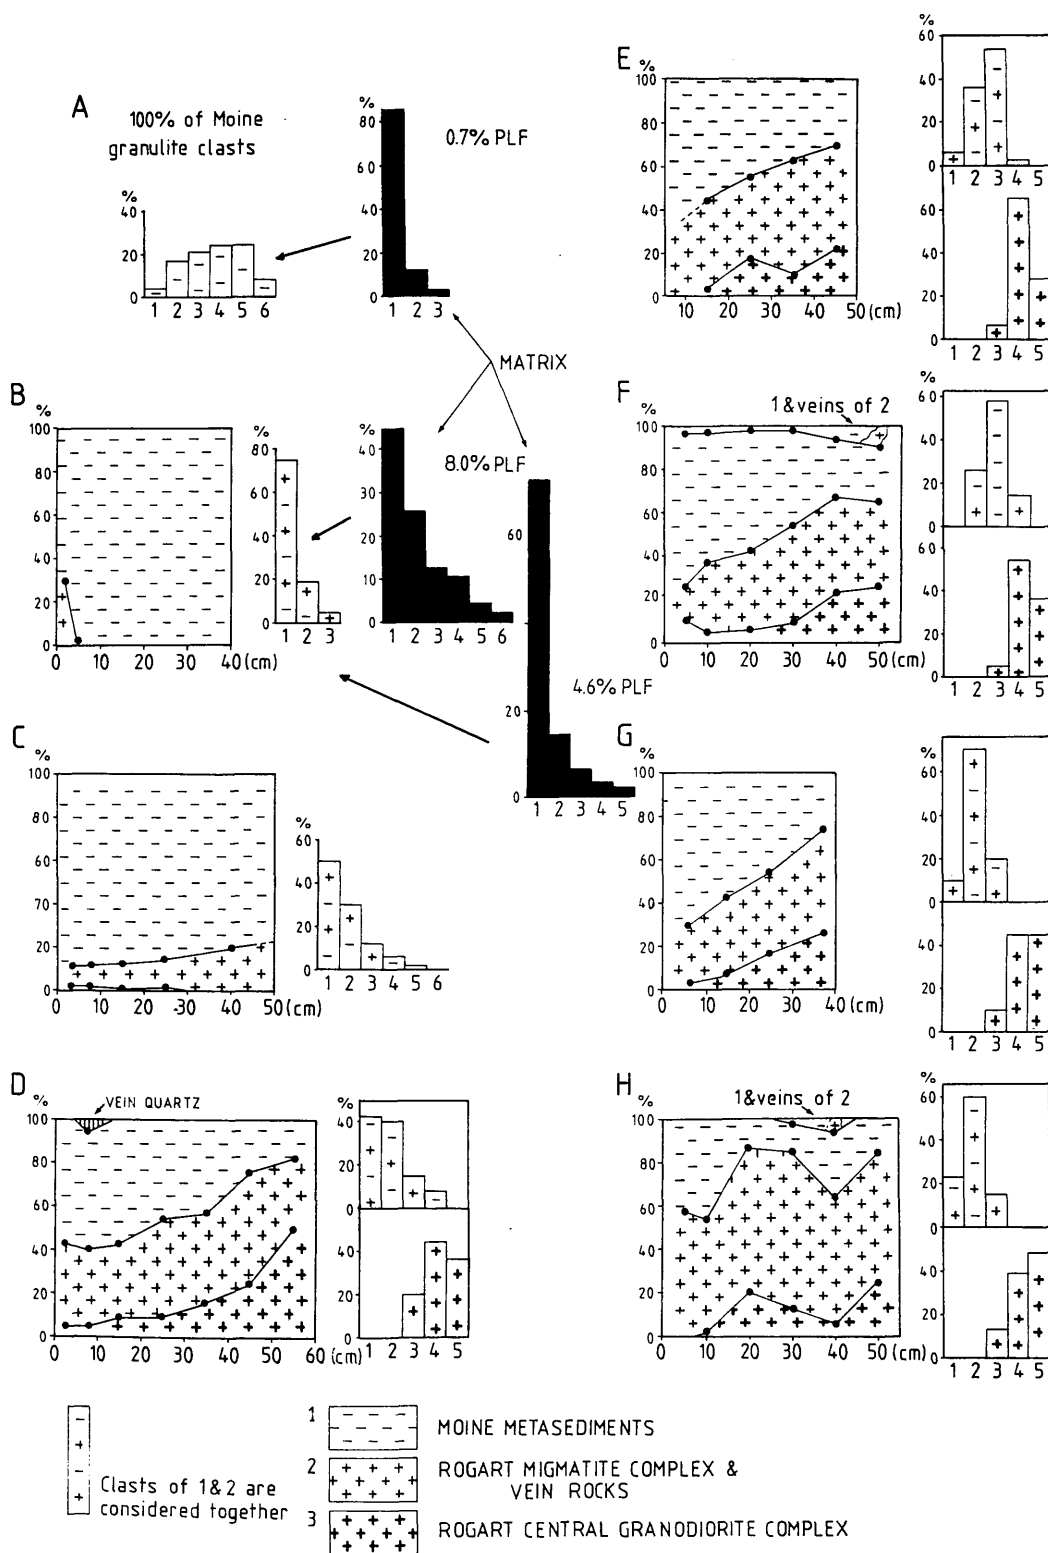 A
100% of Moine
granulite clasts
%
40
20
0
1 2 3 4 5 6
%
80
60
40
20
0
1 2 3
0.7% PLF
MATRIX
B
%
100
80
60
40
20
0
0 10 20 30 40 (cm)
%
80
60
40
20
0
1 2 3
%
40
30
20
10
0
1 2 3 4 5 6
8.0% PLF
60
20
0
1 2 3 4 5
4.6% PLF
C
%
100
80
60
70
20
0
0 10 20 30 40 50 (cm)
%
60
40
20
0
1 2 3 4 5 6
D
VEIN QUARTZ
%
100
80
60
40
20
0
0 10 20 30 40 50 60 (cm)
%
40
20
0
40
20
0
1 2 3 4 5
E
%
100
80
60
40
20
0
5 10 20 30 40 50 (cm)
%
60
40
20
0
1 2 3 4 5
60
40
20
0
1 2 3 4 5
F
1 & veins of 2
%
100
80
60
40
20
0
0 10 20 30 40 50 (cm)
%
60
40
20
0
60
40
20
0
1 2 3 4 5
G
%
100
80
60
40
20
0
0 10 20 30 40 (cm)
%
60
40
20
0
40
20
0
1 2 3 4 5
H
1 & veins of 2
%
100
80
60
40
20
0
0 10 20 30 40 50 (cm)
%
60
40
20
0
40
20
0
1 2 3 4 5
Clasts of 1&2 are
considered together
1 MOINE METASEDIMENTS
2 ROGART MIGMATITE COMPLEX &
VEIN ROCKS
3 ROGART CENTRAL GRANODIORITE COMPLEX